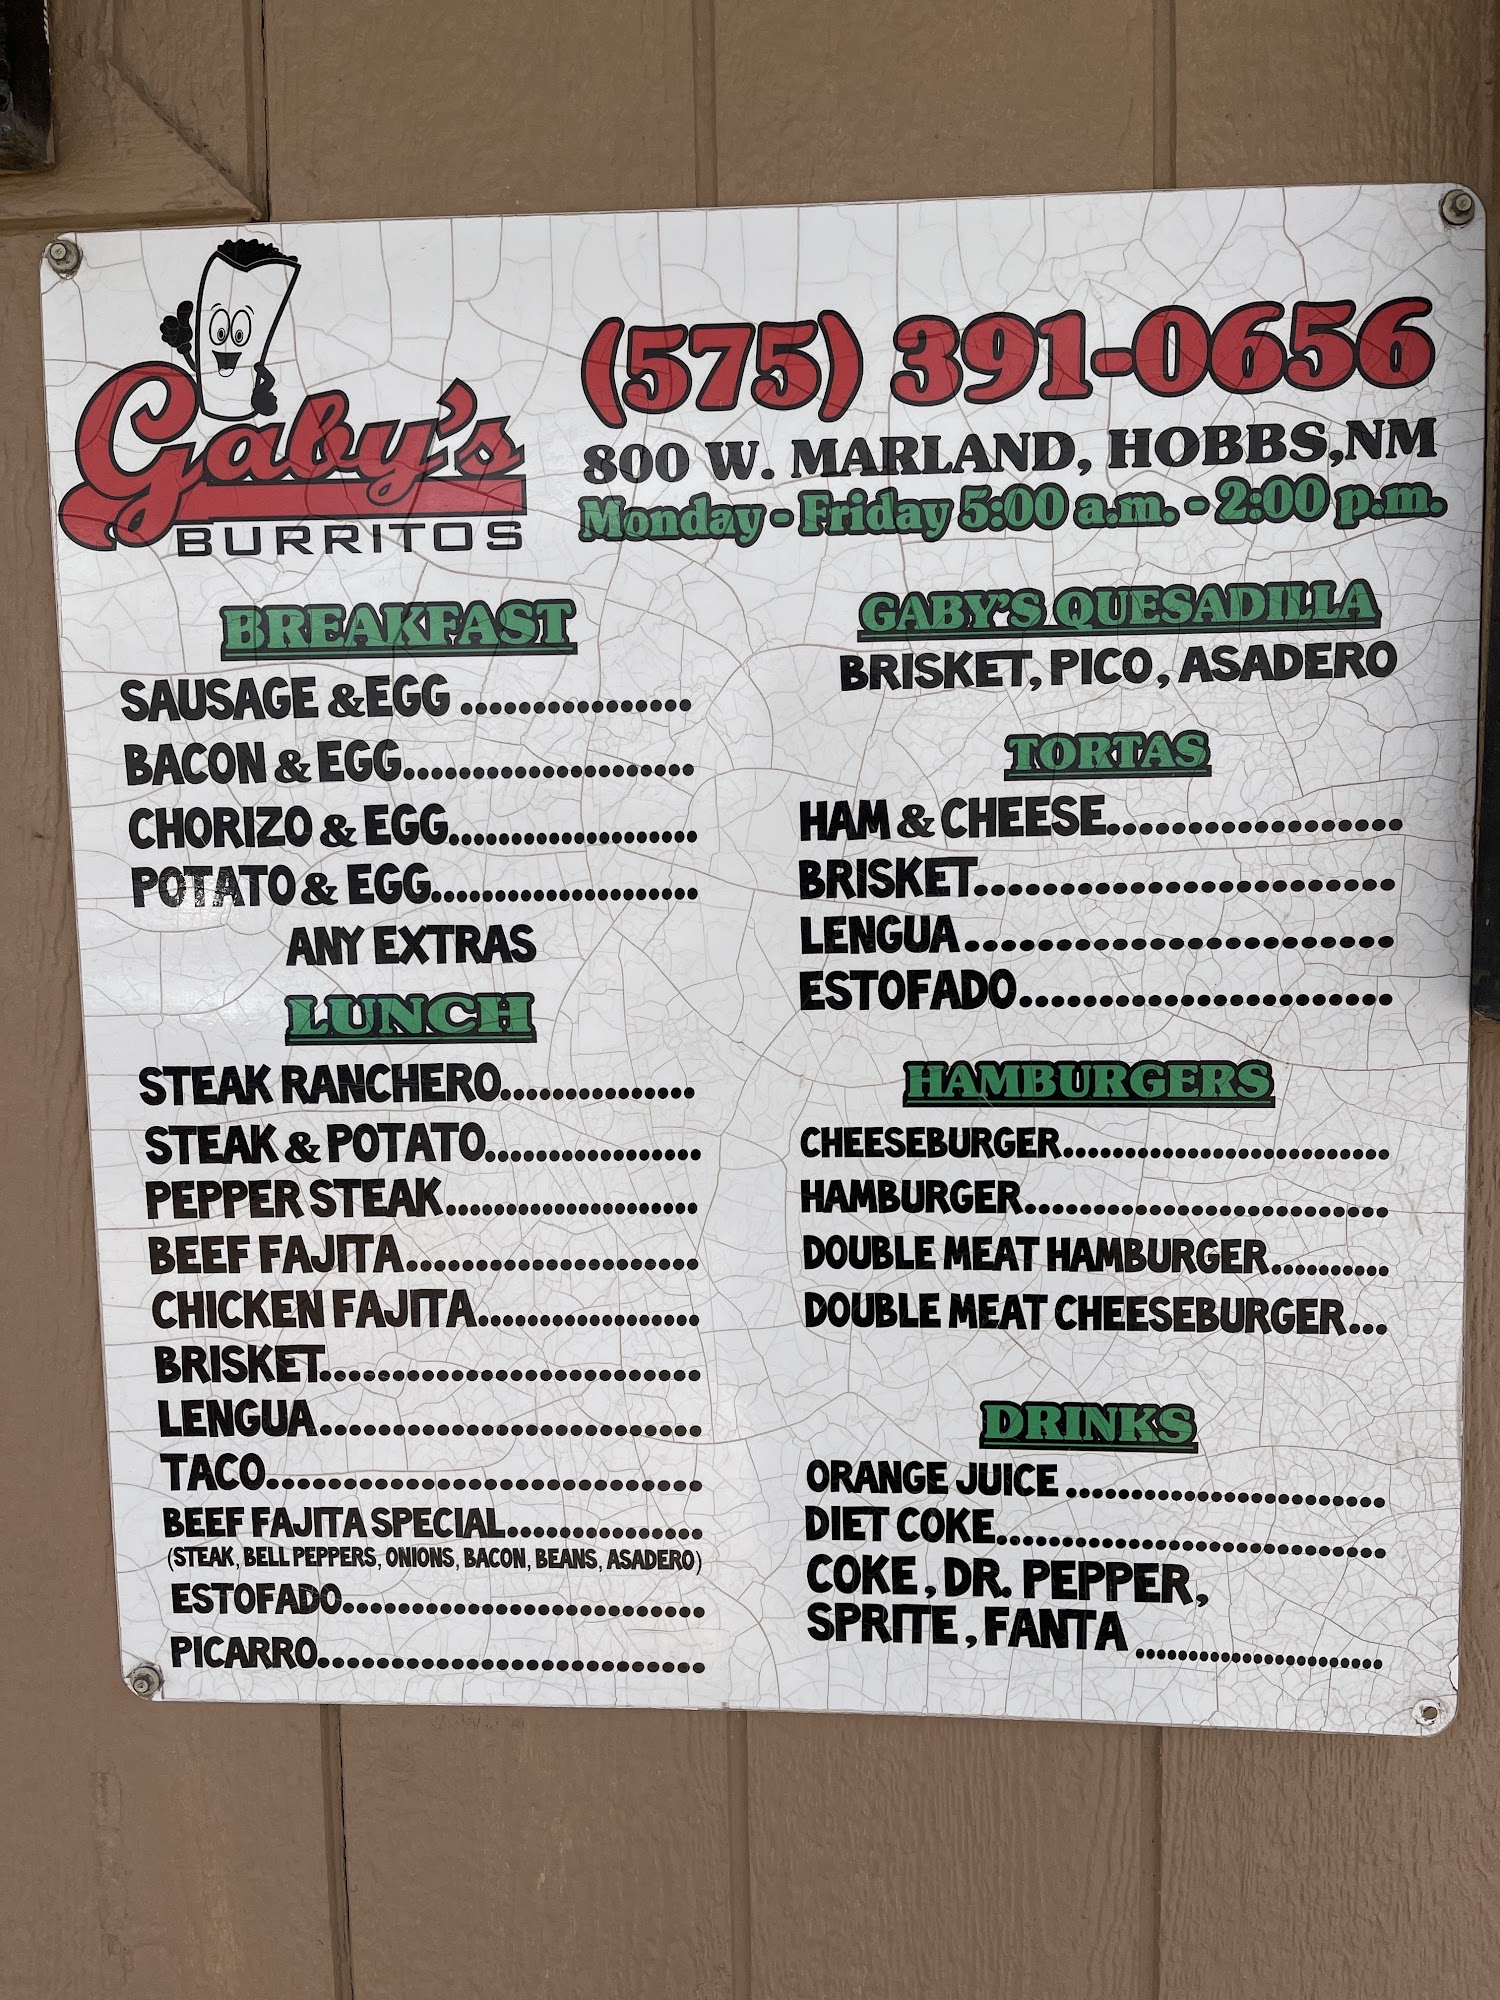 Gaby's
BURRITOS
(575) 391-0656
800 W. MARLAND, HOBBS,NM
Monday - Friday 5:00 a.m. - 2:00 p.m.
BREAKFAST
SAUSAGE &EGG ................
BACON & EGG.....................
CHORIZO & EGG..................
POTATO & EGG...................
ANY EXTRAS
LUNCH
STEAK RANCHERO..............
STEAK & POTATO................
PEPPER STEAK..................
BEEF FAJITA.....................
CHICKEN FAJITA................
BRISKET...........................
LENGUA...........................
TACO..............................
BEEF FAJITA SPECIAL...............
(STEAK, BELL PEPPERS, ONIONS, BACON, BEANS, ASADERO)
ESTOFADO..........................
PICARRO..........................
GABY'S QUESADILLA
BRISKET, PICO, ASADERO
TORTAS
HAM & CHEESE..................
BRISKET.........................
LENGUA........................
ESTOFADO......................
HAMBURGERS
CHEESEBURGER..........................
HAMBURGER..........................
DOUBLE MEAT HAMBURGER..........
DOUBLE MEAT CHEESEBURGER...
DRINKS
ORANGE JUICE ........................
DIET COKE..............................
COKE, DR. PEPPER,
SPRITE, FANTA .....................